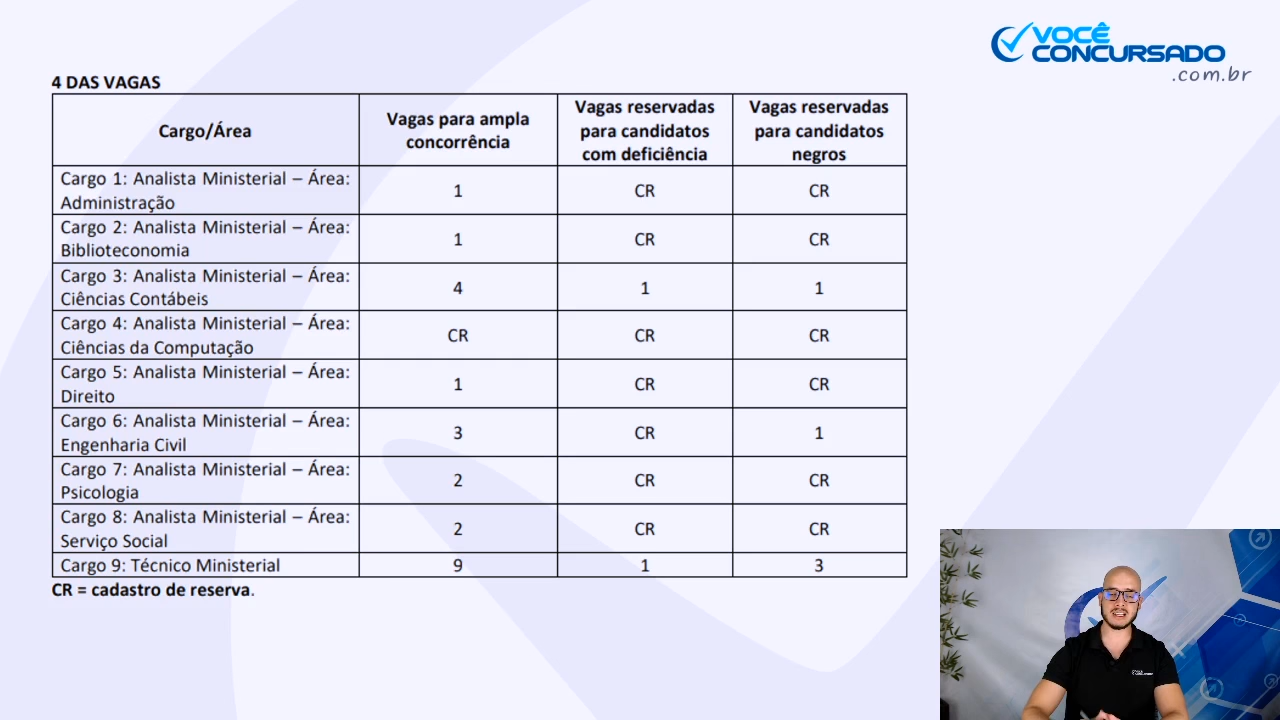 VOCÊ
CONCURSADO
.com.br
4 DAS VAGAS
Cargo/Área
Vagas para ampla
concorrência
Vagas reservadas
para candidatos
com deficiência
Vagas reservadas
para candidatos
negros
Cargo 1: Analista Ministerial – Área:
Administração
1
CR
CR
Cargo 2: Analista Ministerial – Área:
Biblioteconomia
1
CR
CR
Cargo 3: Analista Ministerial – Área:
Ciências Contábeis
4
1
1
Cargo 4: Analista Ministerial – Área:
Ciências da Computação
CR
CR
CR
Cargo 5: Analista Ministerial – Área:
Direito
1
CR
CR
Cargo 6: Analista Ministerial – Área:
Engenharia Civil
3
CR
1
Cargo 7: Analista Ministerial – Área:
Psicologia
2
CR
CR
Cargo 8: Analista Ministerial – Área:
Serviço Social
2
CR
CR
Cargo 9: Técnico Ministerial
9
1
3
CR = cadastro de reserva.